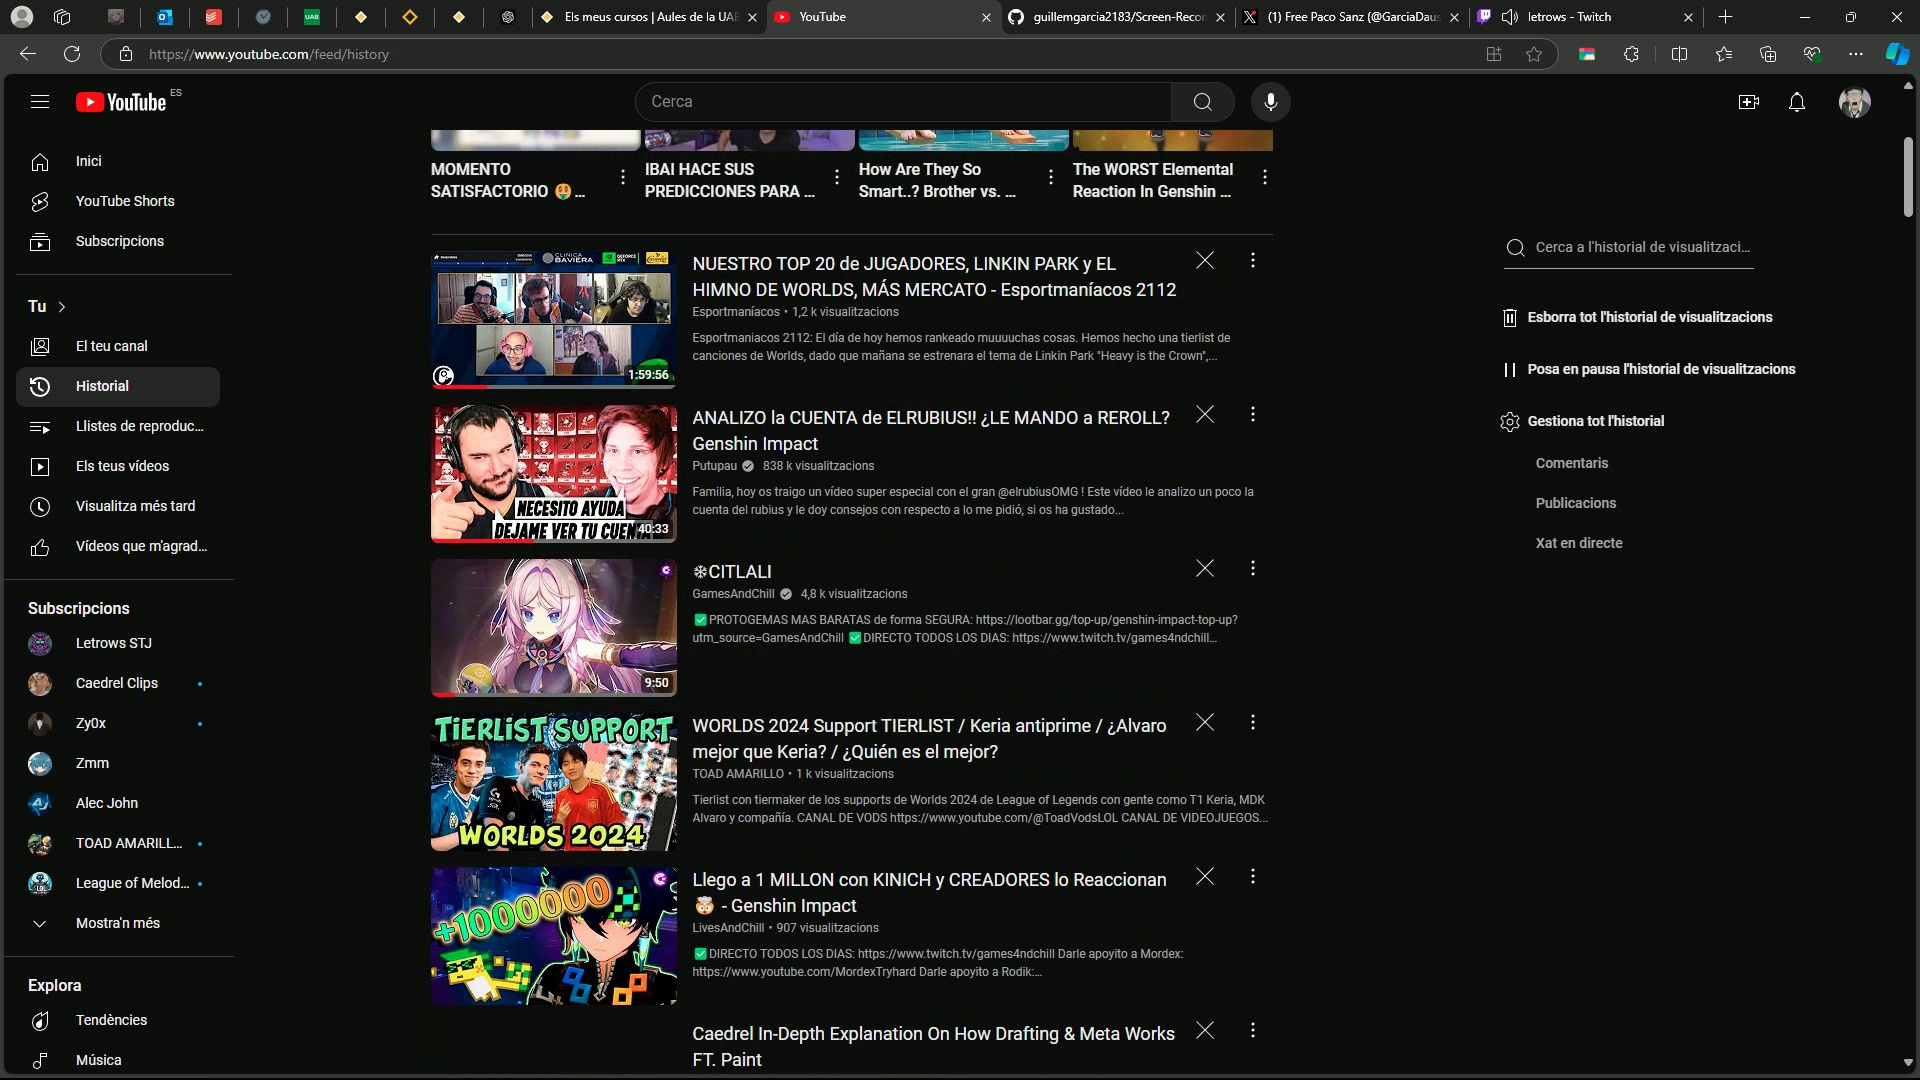 Els meus cursos | Aules de la UAB
YouTube
guillemgarcia2183/Screen-Recor
(1) Free Paco Sanz (@GarciaDaus
letrows - Twitch
https://www.youtube.com/feed/history
YouTube ES
Cerca
Inici
YouTube Shorts
Subscripcions
Tu
El teu canal
Historial
Llistes de reproduc...
Els teus vídeos
Visualitza més tard
Vídeos que m'agrad...
Subscripcions
Letrows STJ
Caedrel Clips
Zy0x
Zmm
Alec John
TOAD AMARILL...
League of Melod...
Mostra'n més
Explora
Tendències
Música
MOMENTO
SATISFACTORIO 🤑 ...
IBAI HACE SUS
PREDICCIONES PARA ...
How Are They So
Smart..? Brother vs. ...
The WORST Elemental
Reaction In Genshin ...
CLINICA BAVIERA
1:59:56
NUESTRO TOP 20 de JUGADORES, LINKIN PARK y EL
HIMNO DE WORLDS, MÁS MERCATO - Esportmaníacos 2112
Esportmaníacos • 1,2 k visualitzacions
Esportmaniacos 2112: El día de hoy hemos rankeado muuuuchas cosas. Hemos hecho una tierlist de
canciones de Worlds, dado que mañana se estrenara el tema de Linkin Park "Heavy is the Crown",...
NECESITO AYUDA
DEJAME VER TU CUENTA
40:33
ANALIZO la CUENTA de ELRUBIUS!! ¿LE MANDO a REROLL?
Genshin Impact
Putupau 838 k visualitzacions
Familia, hoy os traigo un vídeo super especial con el gran @elrubiusOMG ! Este vídeo le analizo un poco la
cuenta del rubius y le doy consejos con respecto a lo me pidió, si os ha gustado...
9:50
❄CITLALI
GamesAndChill 4,8 k visualitzacions
✅PROTOGEMAS MAS BARATAS de forma SEGURA: https://lootbar.gg/top-up/genshin-impact-top-up?
utm_source=GamesAndChill ✅DIRECTO TODOS LOS DIAS: https://www.twitch.tv/games4ndchill...
TIERLIST SUPPORT
WORLDS 2024
WORLDS 2024 Support TIERLIST / Keria antiprime / ¿Alvaro
mejor que Keria? / ¿Quién es el mejor?
TOAD AMARILLO • 1 k visualitzacions
Tierlist con tiermaker de los supports de Worlds 2024 de League of Legends con gente como T1 Keria, MDK
Alvaro y compañía. CANAL DE VODS https://www.youtube.com/@ToadVodsLOL CANAL DE VIDEOJUEGOS...
+1000000
Llego a 1 MILLON con KINICH y CREADORES lo Reaccionan
🤯 - Genshin Impact
LivesAndChill • 907 visualitzacions
✅DIRECTO TODOS LOS DIAS: https://www.twitch.tv/games4ndchill Darle apoyito a Mordex:
https://www.youtube.com/MordexTryhard Darle apoyito a Rodik:...
Caedrel In-Depth Explanation On How Drafting & Meta Works
FT. Paint
Cerca a l'historial de visualitzaci...
Esborra tot l'historial de visualitzacions
Posa en pausa l'historial de visualitzacions
Gestiona tot l'historial
Comentaris
Publicacions
Xat en directe